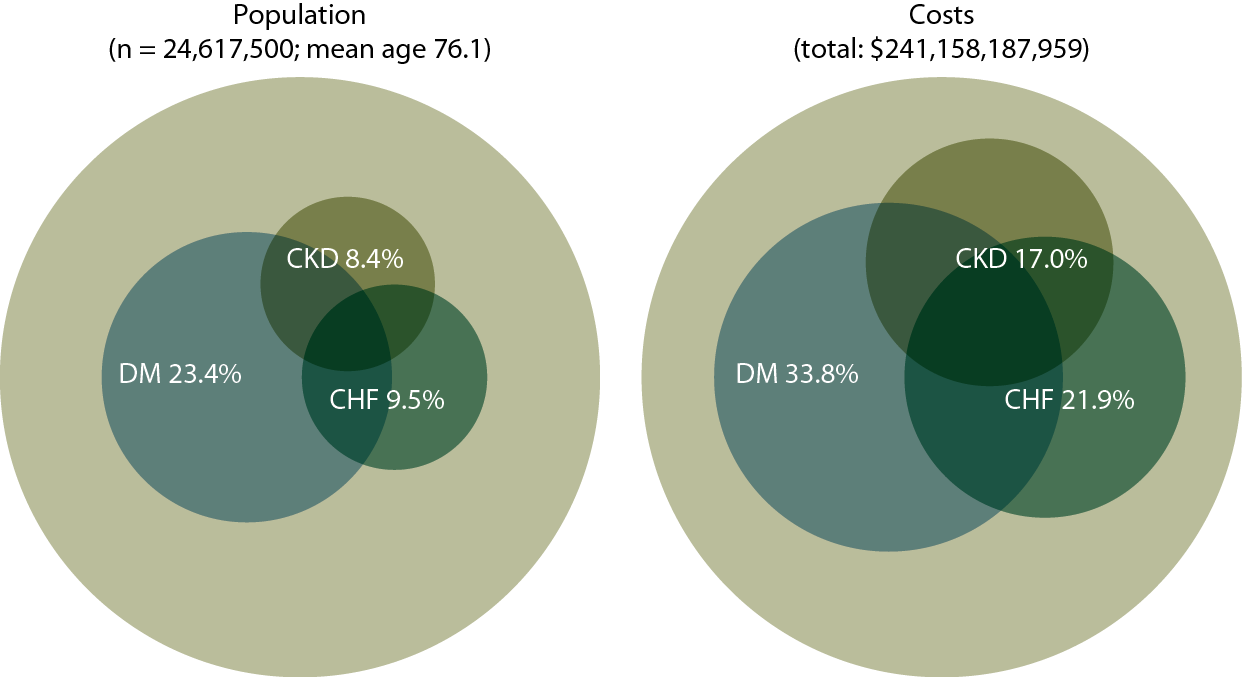 Population
(n = 24,617,500; mean age 76.1)
CKD 8.4%
DM 23.4%
CHF 9.5%
Costs
(total: $241,158,187,959)
CKD 17.0%
DM 33.8%
CHF 21.9%